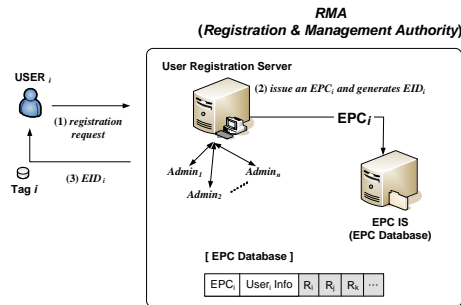 RMA
(Registration & Management Authority)
USER i
User Registration Server
(2) issue an EPCi and generates EIDi
(1) registration
request
EPCi
(3) EIDi
Tag i
Admin1
Admin2
Adminn
EPC IS
(EPC Database)
[ EPC Database ]
EPCi Useri Info Ri Rj Rk ...